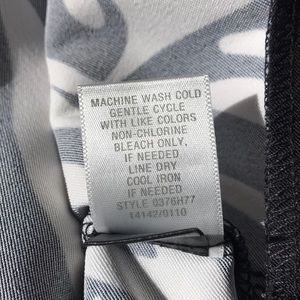 MACHINE WASH COLD
GENTLE CYCLE
WITH LIKE COLORS
NON-CHLORINE
BLEACH ONLY,
IF NEEDED
LINE DRY
COOL IRON
IF NEEDED
STYLE 0376H77
14142/0110